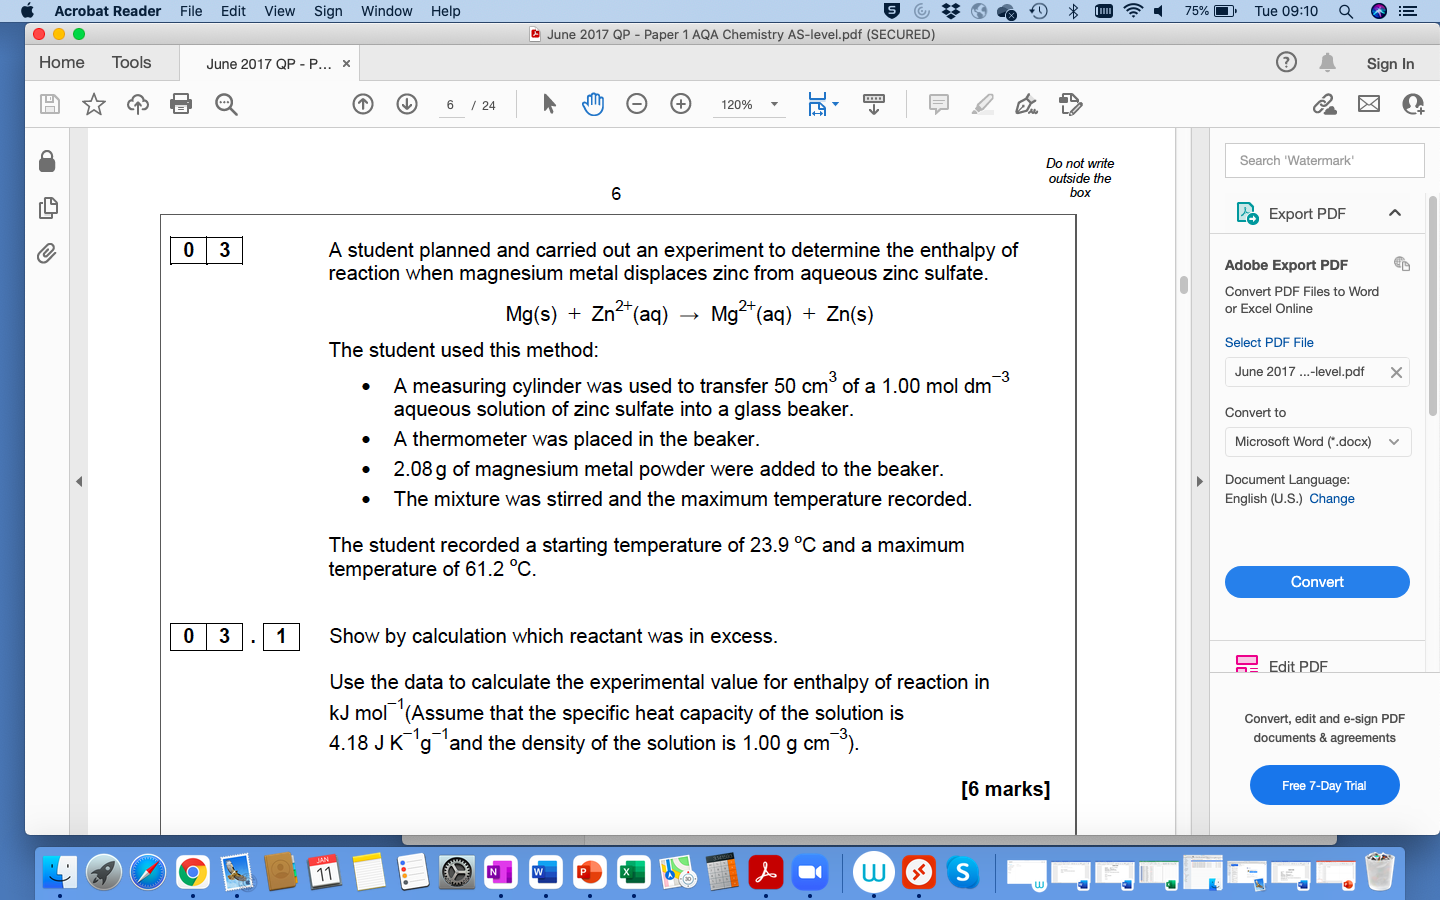 Acrobat Reader File Edit View Sign Window Help
75% Tue 09:10
June 2017 QP - Paper 1 AQA Chemistry AS-level.pdf (SECURED)
Home Tools June 2017 QP - P... × Sign In
6 / 24 120%
Do not write
outside the
box
6
0 3
A student planned and carried out an experiment to determine the enthalpy of
reaction when magnesium metal displaces zinc from aqueous zinc sulfate.
Mg(s) + Zn²⁺(aq) → Mg²⁺(aq) + Zn(s)
The student used this method:
• A measuring cylinder was used to transfer 50 cm³ of a 1.00 mol dm⁻³
aqueous solution of zinc sulfate into a glass beaker.
• A thermometer was placed in the beaker.
• 2.08 g of magnesium metal powder were added to the beaker.
• The mixture was stirred and the maximum temperature recorded.
The student recorded a starting temperature of 23.9 °C and a maximum
temperature of 61.2 °C.
0 3 . 1 Show by calculation which reactant was in excess.
Use the data to calculate the experimental value for enthalpy of reaction in
kJ mol⁻¹(Assume that the specific heat capacity of the solution is
4.18 J K⁻¹g⁻¹and the density of the solution is 1.00 g cm⁻³).
[6 marks]
Search 'Watermark'
Export PDF
Adobe Export PDF
Convert PDF Files to Word
or Excel Online
Select PDF File
June 2017 ...-level.pdf
Convert to
Microsoft Word (*.docx)
Document Language:
English (U.S.) Change
Convert
Edit PDF
Convert, edit and e-sign PDF
documents & agreements
Free 7-Day Trial
JAN
11
N
W
P
X
W
S